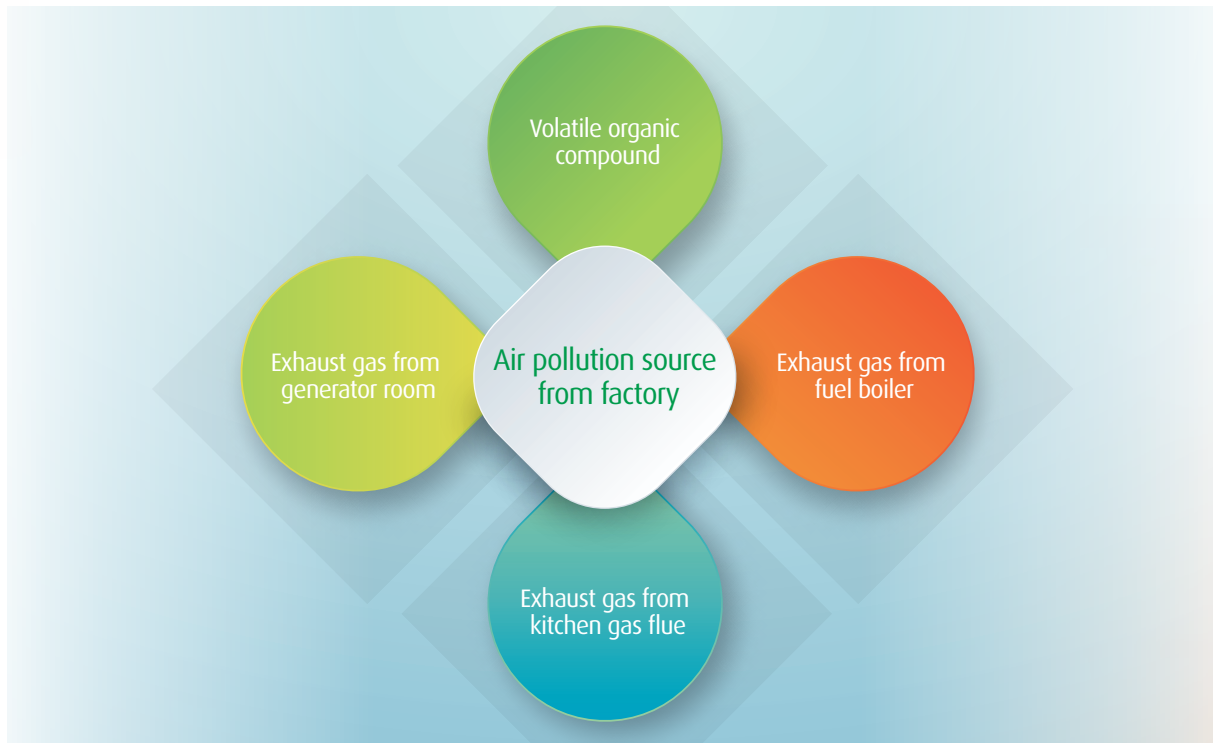 Volatile organic
compound
Exhaust gas from
generator room
Air pollution source
from factory
Exhaust gas from
fuel boiler
Exhaust gas from
kitchen gas flue